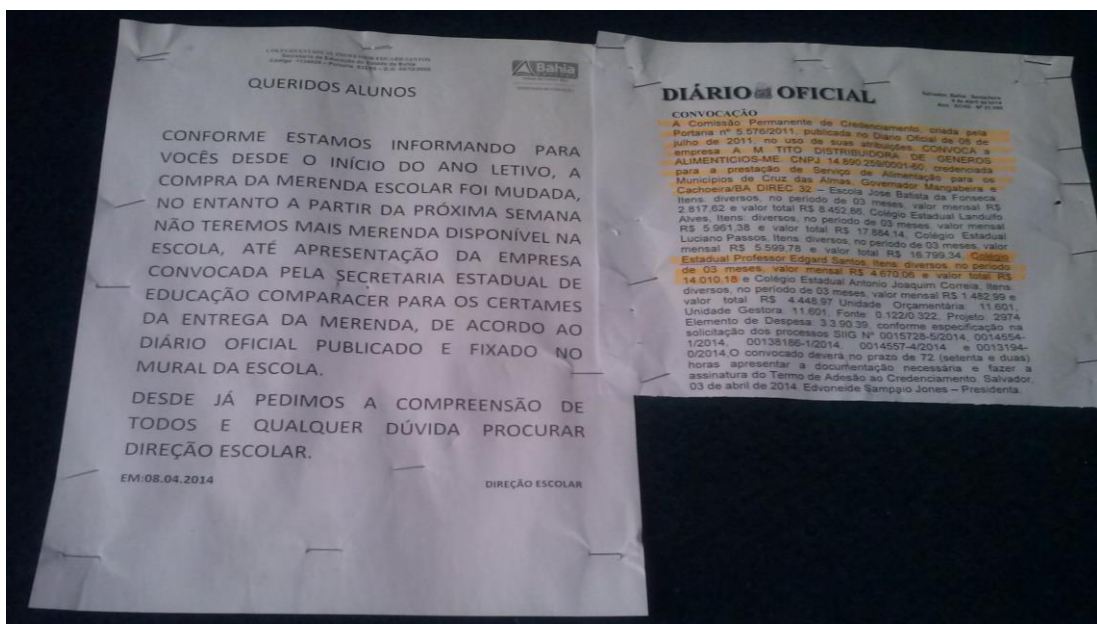 COLÉGIO ESTADUAL PROFESSOR EDGARD SANTOS
Secretaria de Educação do Estado da Bahia
Bahia
QUERIDOS ALUNOS
CONFORME ESTAMOS INFORMANDO PARA
VOCÊS DESDE O INÍCIO DO ANO LETIVO, A
COMPRA DA MERENDA ESCOLAR FOI MUDADA,
NO ENTANTO A PARTIR DA PRÓXIMA SEMANA
NÃO TEREMOS MAIS MERENDA DISPONÍVEL NA
ESCOLA, ATÉ APRESENTAÇÃO DA EMPRESA
CONVOCADA PELA SECRETARIA ESTADUAL DE
EDUCAÇÃO COMPARACER PARA OS CERTAMES
DA ENTREGA DA MERENDA, DE ACORDO AO
DIÁRIO OFICIAL PUBLICADO E FIXADO NO
MURAL DA ESCOLA.
DESDE JÁ PEDIMOS A COMPREENSÃO DE
TODOS E QUALQUER DÚVIDA PROCURAR
DIREÇÃO ESCOLAR.
EM:08.04.2014
DIREÇÃO ESCOLAR
DIÁRIO OFICIAL
CONVOCAÇÃO
A Comissão Permanente de Credenciamento, criada pela
Portaria nº 5.576/2011, publicada no Diário Oficial de 08 de
julho de 2011, no uso de suas atribuições, CONVOCA a
empresa A M TITO DISTRIBUIDORA DE GENEROS
ALIMENTICIOS-ME. CNPJ 14.890.259/0001-60, credenciada
para a prestação de Serviço de Alimentação para os
Municípios de Cruz das Almas, Governador Mangabeira e
Cachoeira/BA DIREC 32 – Escola Jose Batista da Fonseca,
Itens: diversos, no período de 03 meses, valor mensal R$
2.817,62 e valor total R$ 8.452,86, Colégio Estadual Landulfo
Alves, Itens: diversos, no período de 03 meses, valor mensal
R$ 5.961,38 e valor total R$ 17.884,14, Colégio Estadual
Luciano Passos, Itens: diversos, no período de 03 meses, valor
mensal R$ 5.599,78 e valor total R$ 16.799,34, Colégio
Estadual Professor Edgard Santos, Itens: diversos, no período
de 03 meses, valor mensal R$ 4.670,06 e valor total R$
14.010,18 e Colégio Estadual Antonio Joaquim Correia, Itens
diversos, no período de 03 meses, valor mensal R$ 1.482,99 e
valor total R$ 4.448,97 Unidade Orçamentária: 11.601,
Unidade Gestora: 11.601, Fonte: 0.122/0.322, Projeto: 2974
Elemento de Despesa: 3.3.90.39, conforme especificação na
solicitação dos processos SIIG Nº 0015728-5/2014, 0014554-
1/2014, 00138186-1/2014, 0014557-4/2014 e 0013194-
0/2014,O convocado deverá no prazo de 72 (setenta e duas)
horas apresentar a documentação necessária e fazer a
assinatura do Termo de Adesão ao Credenciamento. Salvador,
03 de abril de 2014. Edvoneide Sampaio Jones – Presidenta.